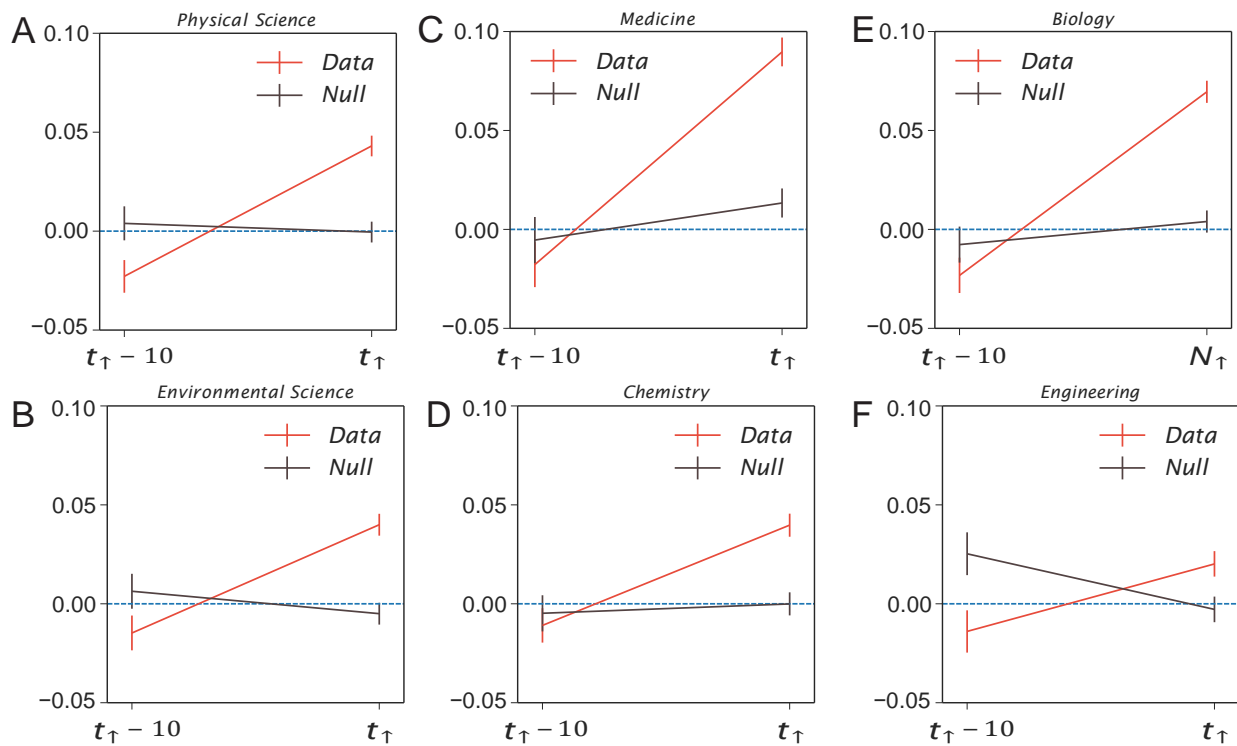 A
Physical Science
0.10
0.05
0.00
−0.05
Data
Null
t↑ − 10
t↑
C
Medicine
0.10
0.05
0.00
−0.05
Data
Null
t↑ − 10
t↑
E
Biology
0.10
0.05
0.00
−0.05
Data
Null
t↑ − 10
N↑
B
Environmental Science
0.10
0.05
0.00
−0.05
Data
Null
t↑ − 10
t↑
D
Chemistry
0.10
0.05
0.00
−0.05
Data
Null
t↑ − 10
t↑
F
Engineering
0.10
0.05
0.00
−0.05
Data
Null
t↑ − 10
t↑